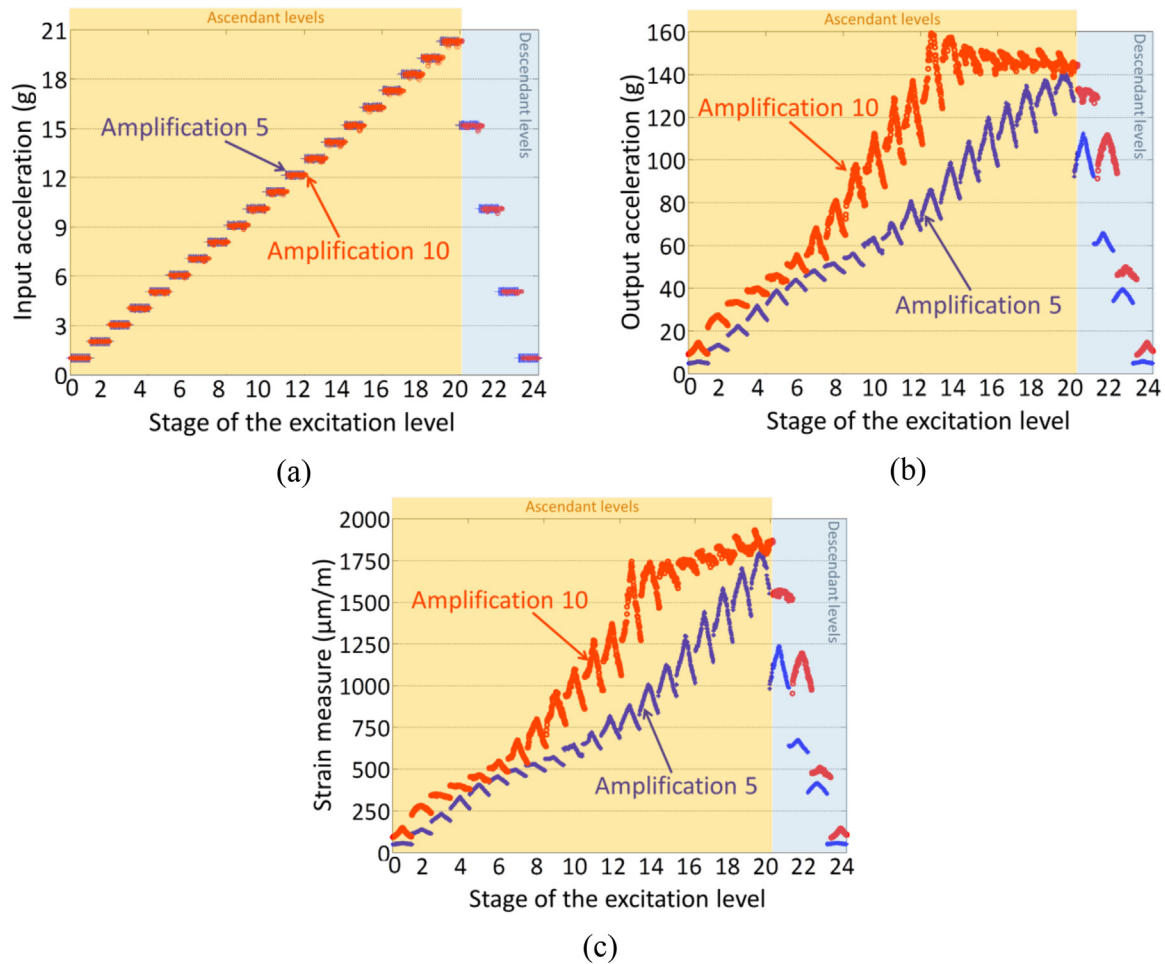 Ascendant levels
21
18
15
12
9
6
3
0
Input acceleration (g)
Amplification 5
Amplification 10
Descendant levels
0 2 4 6 8 10 12 14 16 18 20 22 24
Stage of the excitation level
(a)
Ascendant levels
160
140
120
100
80
60
40
20
0
Output acceleration (g)
Amplification 10
Amplification 5
Descendant levels
0 2 4 6 8 10 12 14 16 18 20 22 24
Stage of the excitation level
(b)
Ascendant levels
2000
1750
1500
1250
1000
750
500
250
0
Strain measure (μm/m)
Amplification 10
Amplification 5
Descendant levels
0 2 4 6 8 10 12 14 16 18 20 22 24
Stage of the excitation level
(c)